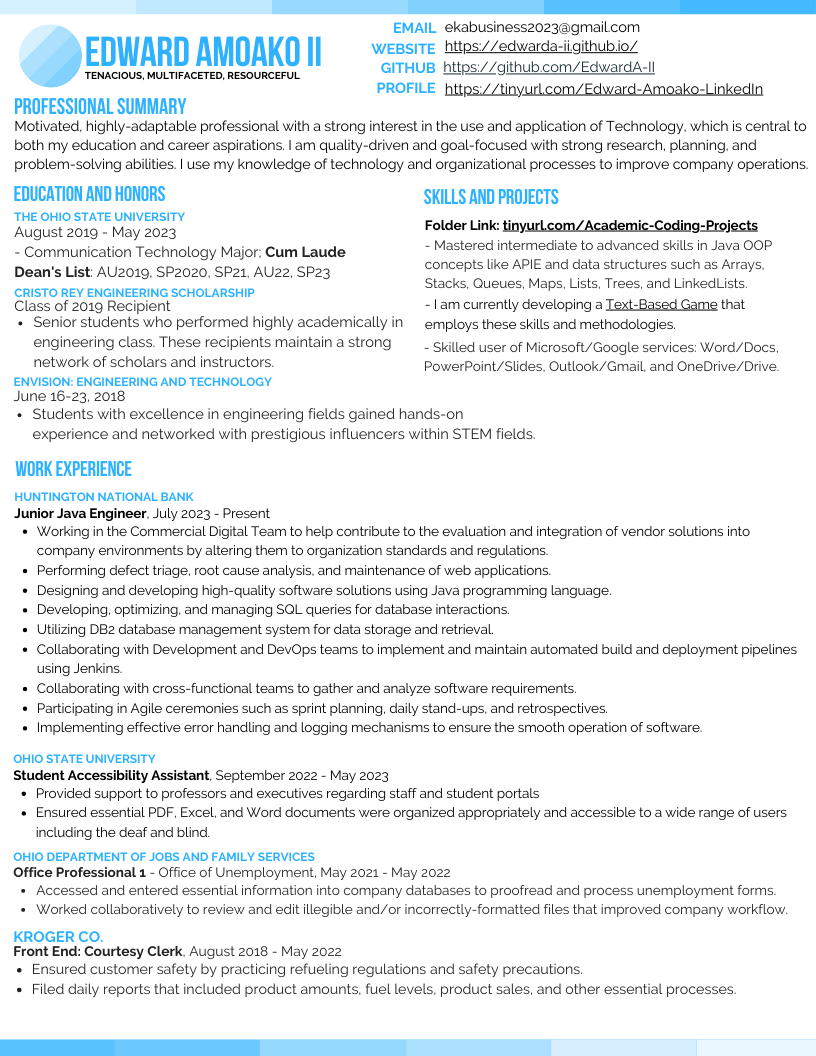 EDWARD AMOAKO II
TENACIOUS, MULTIFACETED, RESOURCEFUL
EMAIL ekabusiness2023@gmail.com
WEBSITE https://edwarda-ii.github.io/
GITHUB https://github.com/EdwardA-II
PROFILE https://tinyurl.com/Edward-Amoako-LinkedIn
PROFESSIONAL SUMMARY
Motivated, highly-adaptable professional with a strong interest in the use and application of Technology, which is central to
both my education and career aspirations. I am quality-driven and goal-focused with strong research, planning, and
problem-solving abilities. I use my knowledge of technology and organizational processes to improve company operations.
EDUCATION AND HONORS
THE OHIO STATE UNIVERSITY
August 2019 - May 2023
- Communication Technology Major; Cum Laude
Dean's List: AU2019, SP2020, SP21, AU22, SP23
CRISTO REY ENGINEERING SCHOLARSHIP
Class of 2019 Recipient
• Senior students who performed highly academically in
engineering class. These recipients maintain a strong
network of scholars and instructors.
ENVISION: ENGINEERING AND TECHNOLOGY
June 16-23, 2018
• Students with excellence in engineering fields gained hands-on
experience and networked with prestigious influencers within STEM fields.
SKILLS AND PROJECTS
Folder Link: tinyurl.com/Academic-Coding-Projects
- Mastered intermediate to advanced skills in Java OOP
concepts like APIE and data structures such as Arrays,
Stacks, Queues, Maps, Lists, Trees, and LinkedLists.
- I am currently developing a Text-Based Game that
employs these skills and methodologies.
- Skilled user of Microsoft/Google services: Word/Docs,
PowerPoint/Slides, Outlook/Gmail, and OneDrive/Drive.
WORK EXPERIENCE
HUNTINGTON NATIONAL BANK
Junior Java Engineer, July 2023 - Present
• Working in the Commercial Digital Team to help contribute to the evaluation and integration of vendor solutions into
company environments by altering them to organization standards and regulations.
• Performing defect triage, root cause analysis, and maintenance of web applications.
• Designing and developing high-quality software solutions using Java programming language.
• Developing, optimizing, and managing SQL queries for database interactions.
• Utilizing DB2 database management system for data storage and retrieval.
• Collaborating with Development and DevOps teams to implement and maintain automated build and deployment pipelines
using Jenkins.
• Collaborating with cross-functional teams to gather and analyze software requirements.
• Participating in Agile ceremonies such as sprint planning, daily stand-ups, and retrospectives.
• Implementing effective error handling and logging mechanisms to ensure the smooth operation of software.
OHIO STATE UNIVERSITY
Student Accessibility Assistant, September 2022 - May 2023
• Provided support to professors and executives regarding staff and student portals
• Ensured essential PDF, Excel, and Word documents were organized appropriately and accessible to a wide range of users
including the deaf and blind.
OHIO DEPARTMENT OF JOBS AND FAMILY SERVICES
Office Professional 1 - Office of Unemployment, May 2021 - May 2022
• Accessed and entered essential information into company databases to proofread and process unemployment forms.
• Worked collaboratively to review and edit illegible and/or incorrectly-formatted files that improved company workflow.
KROGER CO.
Front End: Courtesy Clerk, August 2018 - May 2022
• Ensured customer safety by practicing refueling regulations and safety precautions.
• Filed daily reports that included product amounts, fuel levels, product sales, and other essential processes.